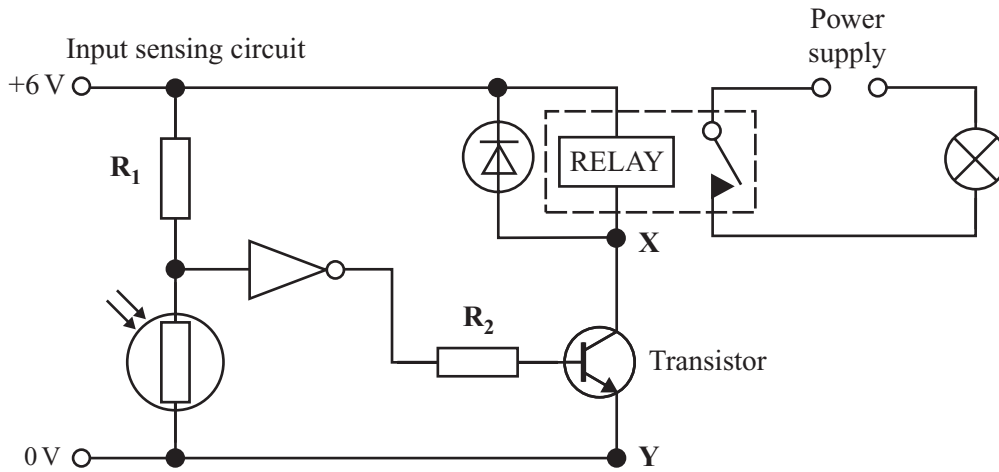 Power
supply
Input sensing circuit
+6 V
R1
RELAY
X
R2
Transistor
0 V
Y